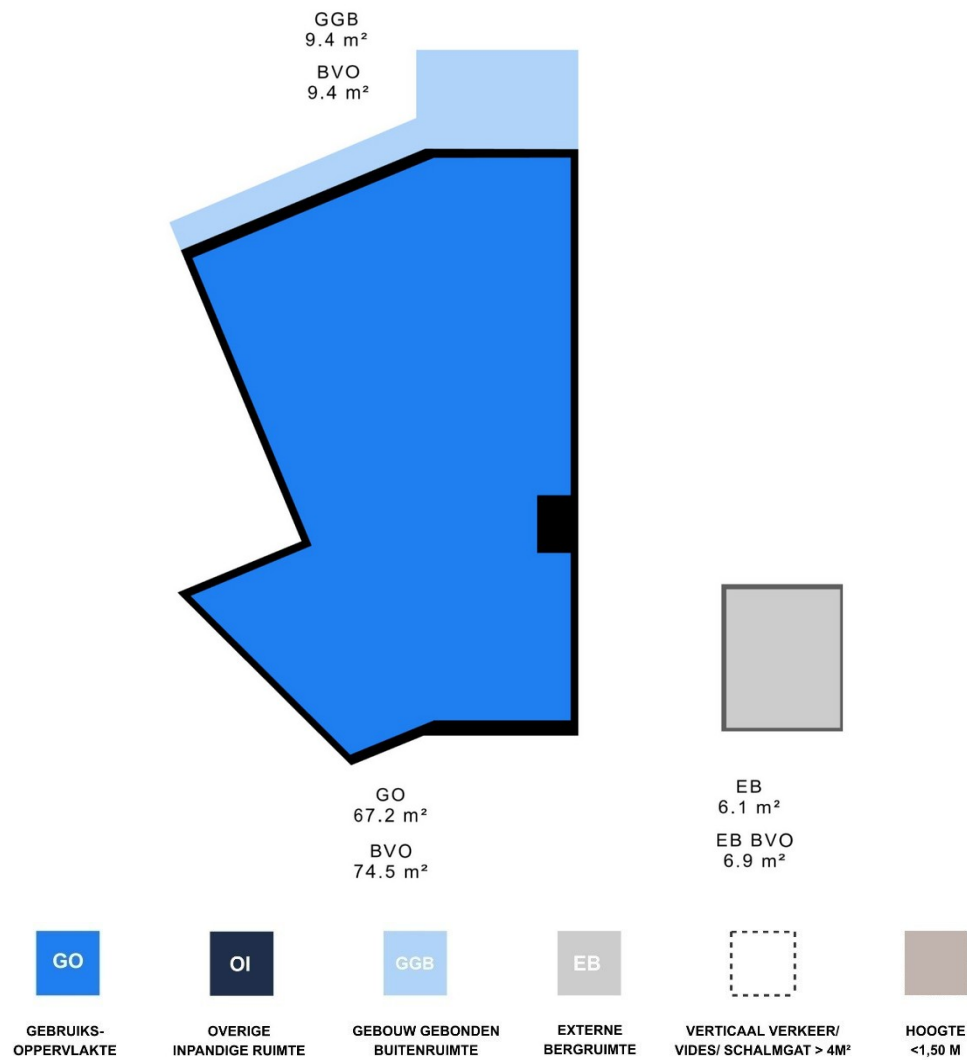 GGB
9.4 m²
BVO
9.4 m²
GO
67.2 m²
BVO
74.5 m²
EB
6.1 m²
EB BVO
6.9 m²
GO
OI
GGB
EB
GEBRUIKS-
OPPERVLAKTE
OVERIGE
INPANDIGE RUIMTE
GEBOUW GEBONDEN
BUITENRUIMTE
EXTERNE
BERGRUIMTE
VERTICAAL VERKEER/
VIDES/ SCHALMGAT > 4M²
HOOGTE
<1,50 M